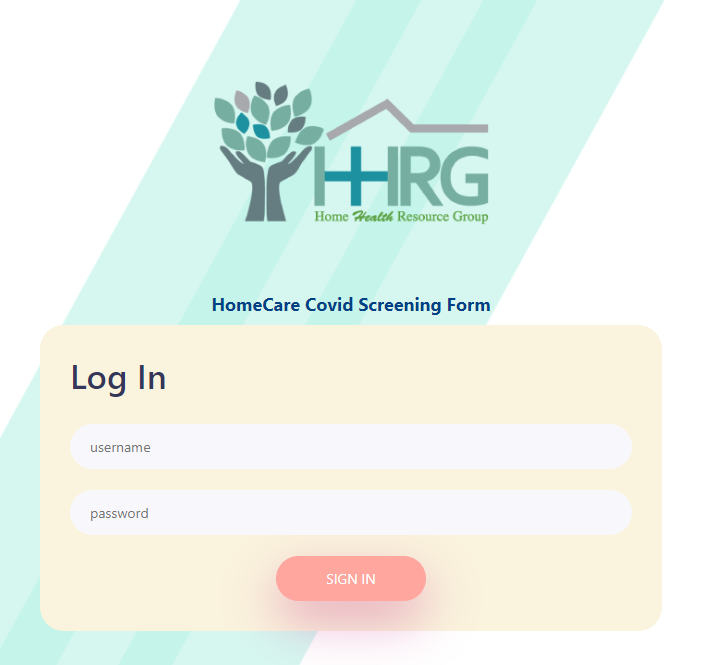 HHRG
Home Health Resource Group
HomeCare Covid Screening Form
Log In
username
password
SIGN IN